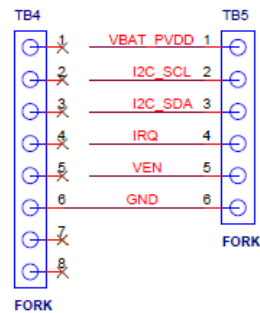 TB4 TB5
1 VBAT_PVDD 1
2 I2C_SCL 2
3 I2C_SDA 3
4 IRQ 4
5 VEN 5
6 GND 6
7
8
FORK
FORK